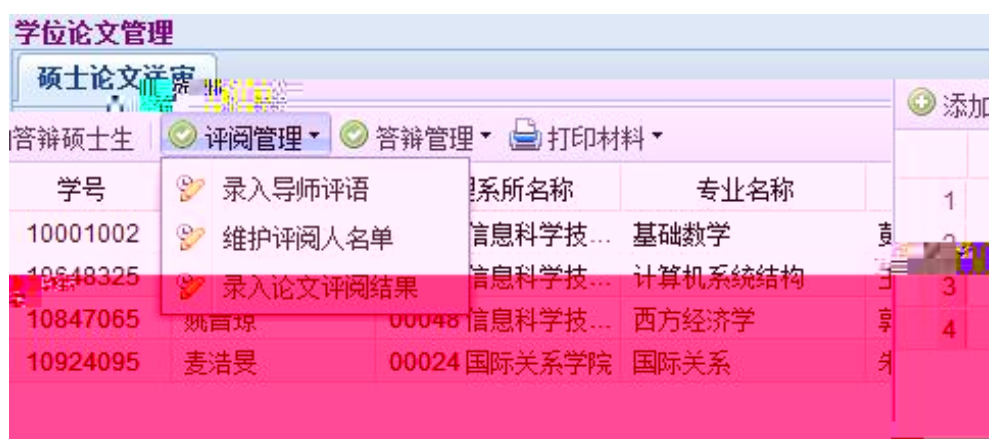 学位论文管理
硕士论文送审
添加
答辩硕士生 评阅管理 答辩管理 打印材料
学号 系所名称 专业名称
录入导师评语
1
10001002 信息科学技... 基础数学
维护评阅人名单
10648325 信息科学技... 计算机系统结构
录入论文评阅结果
3
10847065 00048 信息科学技... 西方经济学
4
10924095 麦浩旻 00024 国际关系学院 国际关系